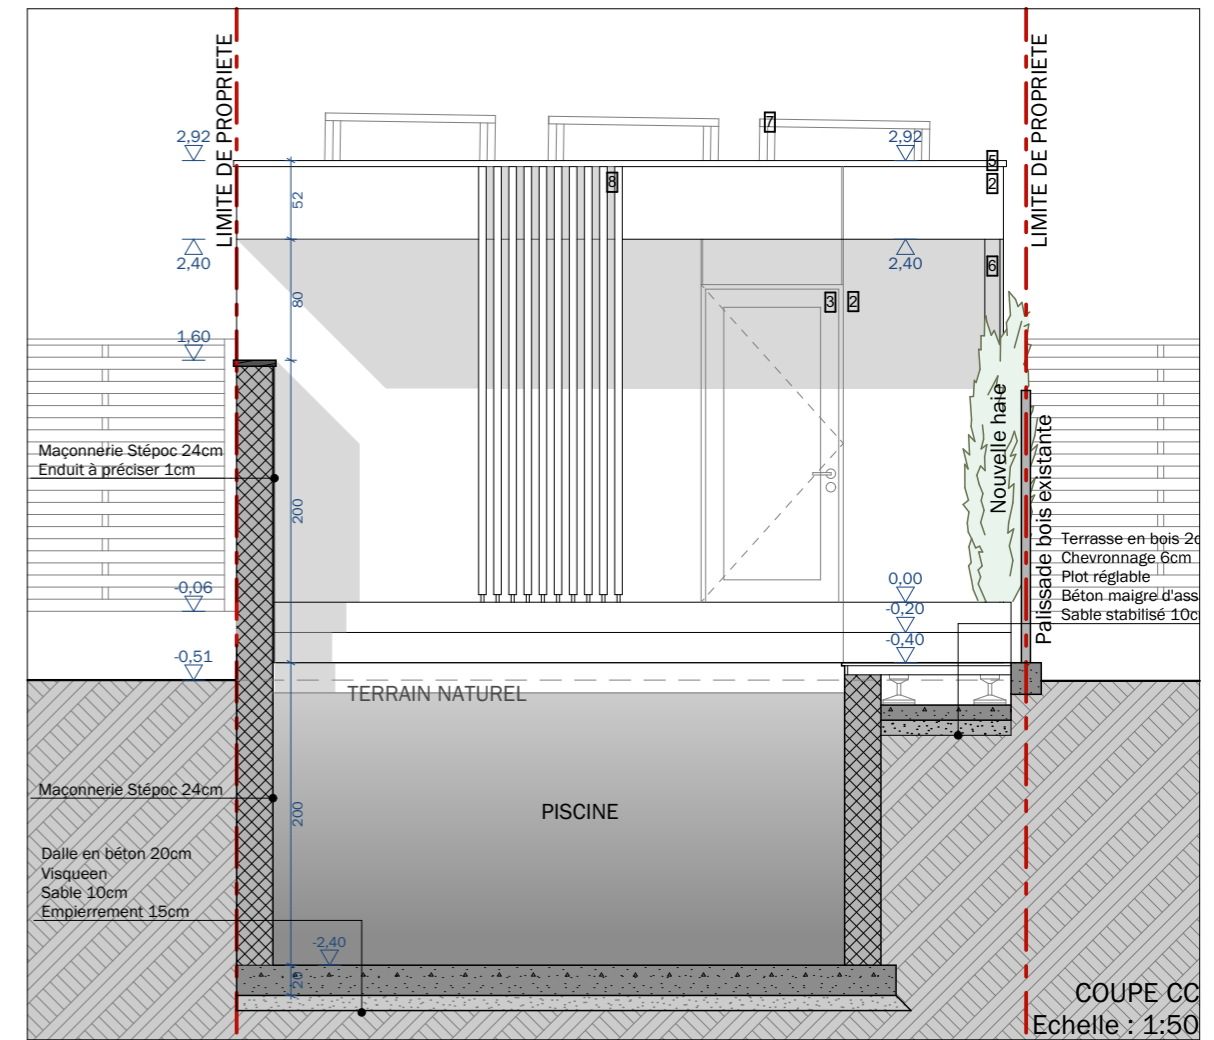 LIMITE DE PROPRIETE
LIMITE DE PROPRIETE
7
2,92
2,92
5
2
8
52
2,40
2,40
6
80
3
2
1,60
Nouvelle haie
Palissade bois existante
Maçonnerie Stépoc 24cm
Enduit à préciser 1cm
200
Terrasse en bois 2c
Chevronnage 6cm
Plot réglable
Béton maigre d'ass
Sable stabilisé 10c
-0,06
0,00
-0,20
-0,40
-0,51
TERRAIN NATUREL
Maçonnerie Stépoc 24cm
200
PISCINE
Dalle en béton 20cm
Visqueen
Sable 10cm
Empierrement 15cm
-2,40
20
COUPE CC
Echelle : 1:50